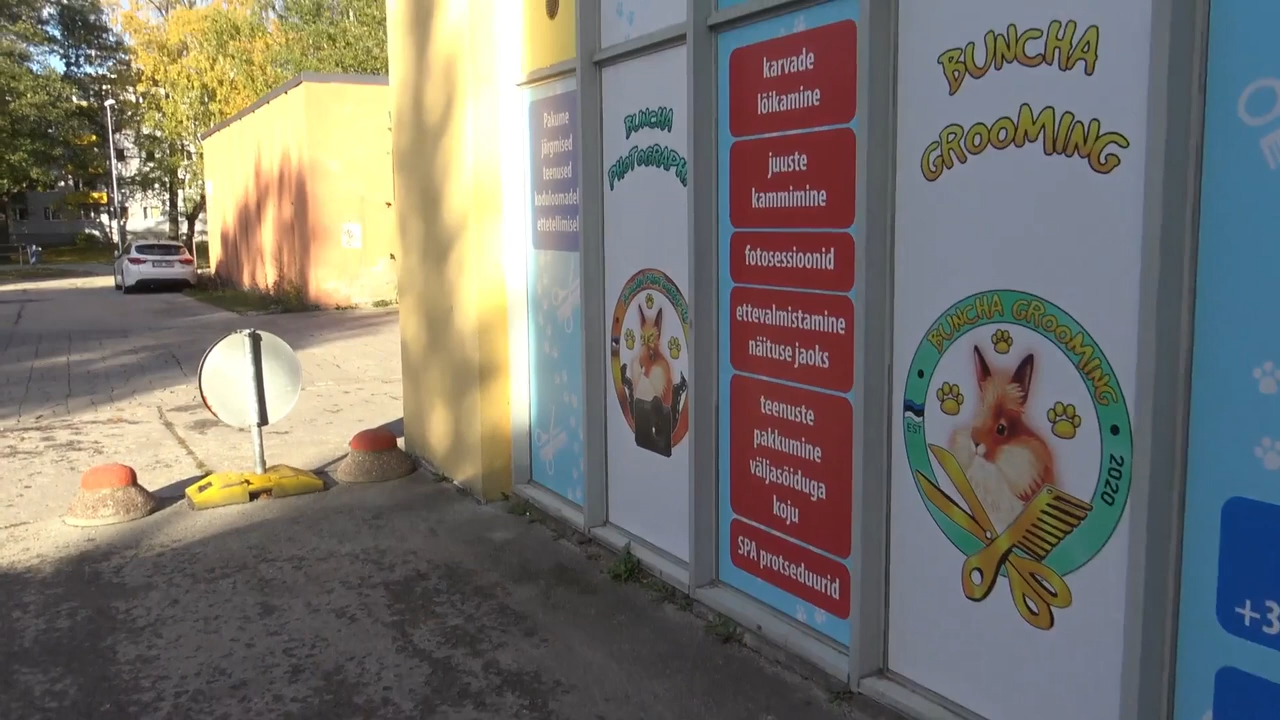 Pakume
järgmised
teenused
koduloomadel
ettetellimisel
BUNCHA
PHOTOGRAPHY
karvade
lõikamine
juuste
kammimine
fotosessioonid
ettevalmistamine
näituse jaoks
teenuste
pakkumine
väljasõiduga
koju
SPA protseduurid
BUNCHA
GROOMING
BUNCHA GROOMING
EST
2020
+3